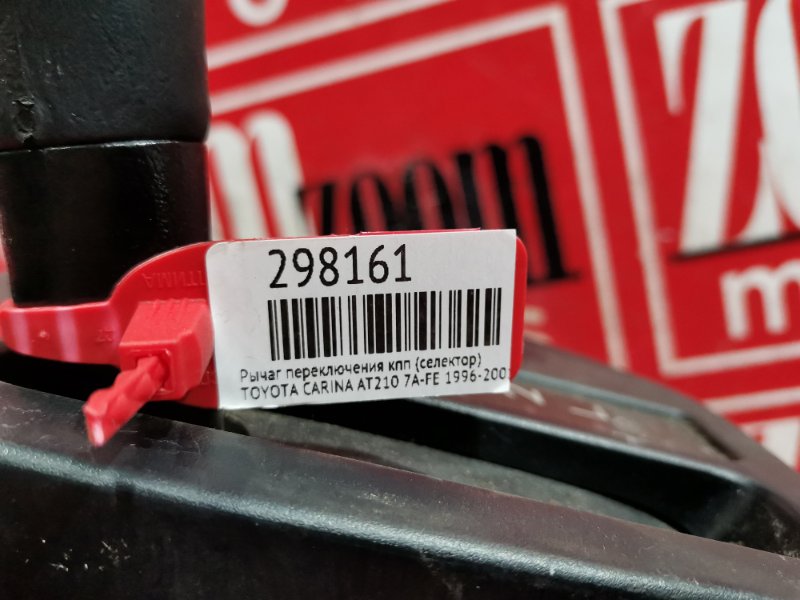 298161
Рычаг переключения кпп (селектор)
TOYOTA CARINA AT210 7A-FE 1996-200
zoom